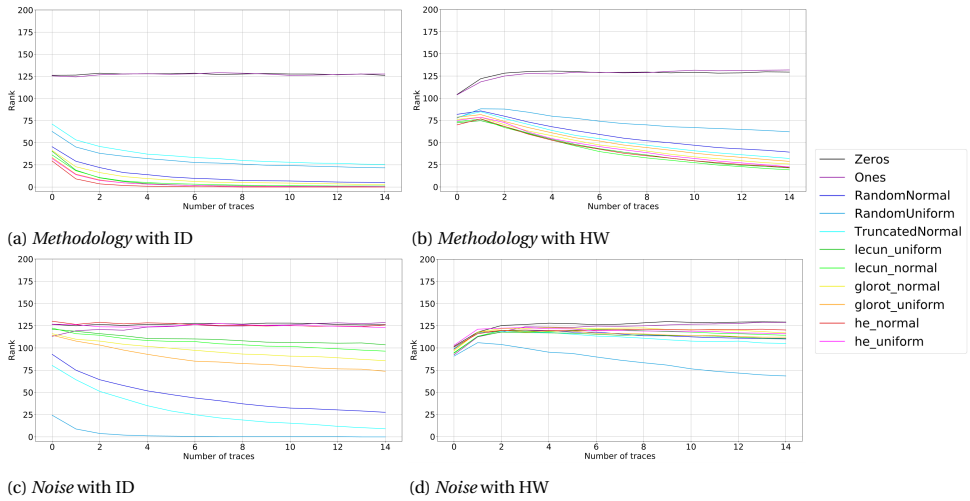 200
175
150
125
100
75
50
25
0
Rank
0 2 4 6 8 10 12 14
Number of traces
(a) Methodology with ID
200
175
150
125
100
75
50
25
0
Rank
0 2 4 6 8 10 12 14
Number of traces
(b) Methodology with HW
Zeros
Ones
RandomNormal
RandomUniform
TruncatedNormal
lecun_uniform
lecun_normal
glorot_normal
glorot_uniform
he_normal
he_uniform
200
175
150
125
100
75
50
25
0
Rank
0 2 4 6 8 10 12 14
Number of traces
(c) Noise with ID
200
175
150
125
100
75
50
25
0
Rank
0 2 4 6 8 10 12 14
Number of traces
(d) Noise with HW